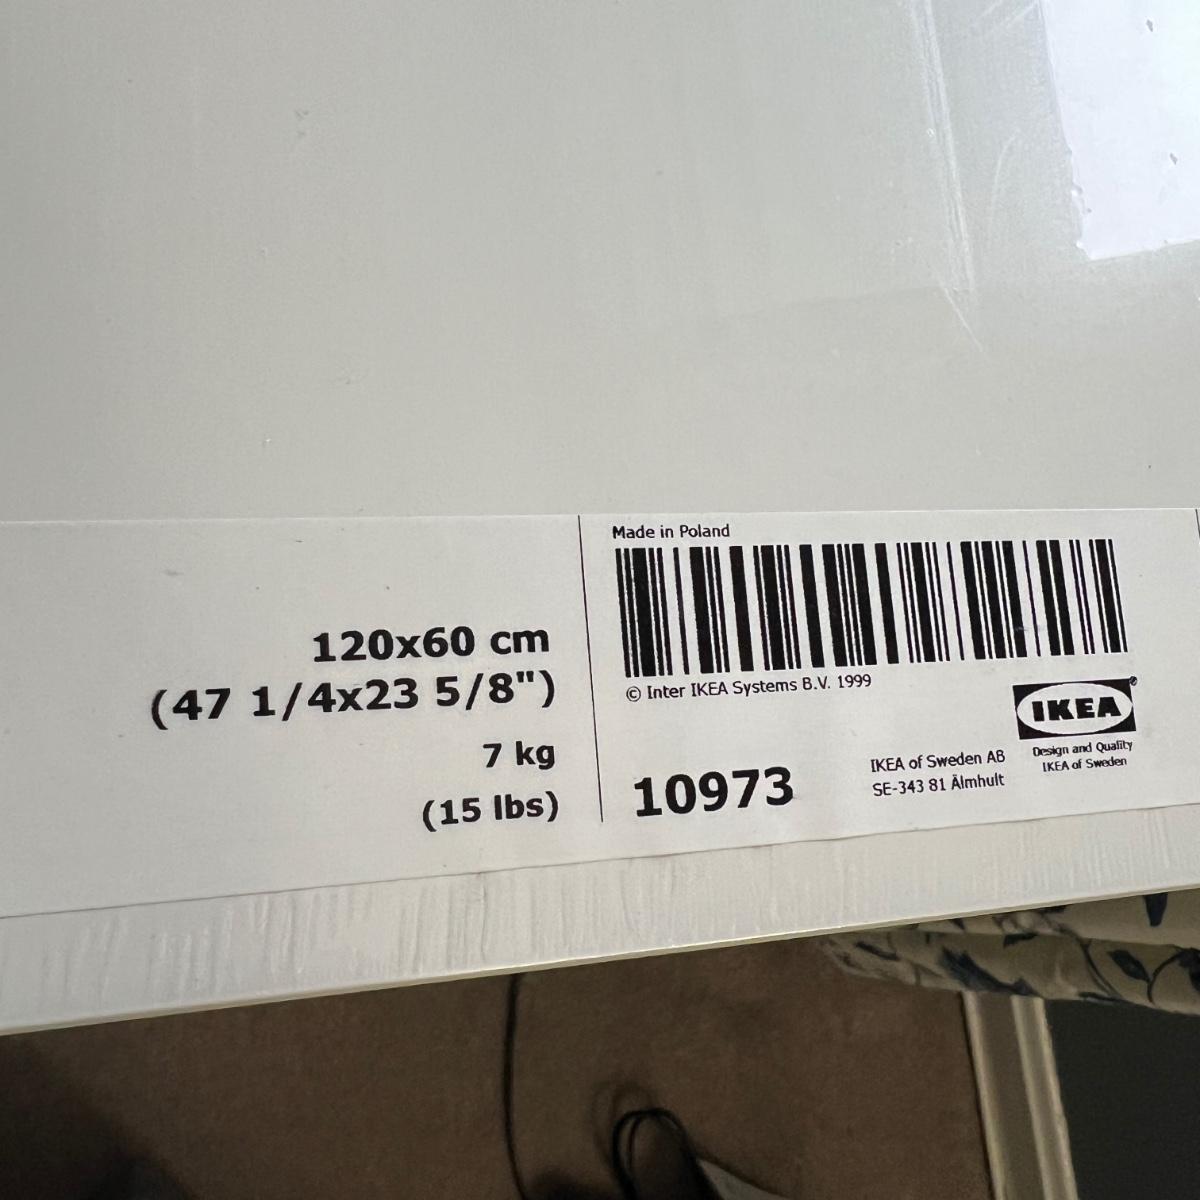 120x60 cm
(47 1/4x23 5/8")
7 kg
(15 lbs)
Made in Poland
© Inter IKEA Systems B.V. 1999
10973
IKEA of Sweden AB
SE-343 81 Älmhult
IKEA®
Design and Quality
IKEA of Sweden